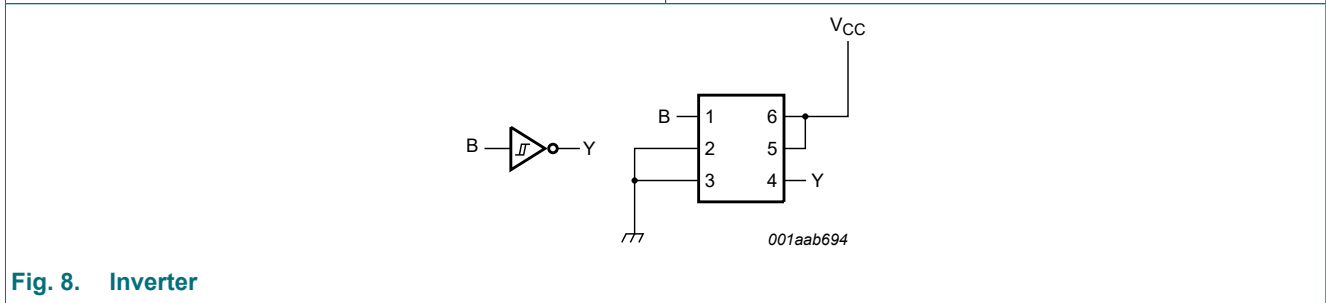 VCC
B 1 6
B Y 2 5
3 4 Y
001aab694
Fig. 8. Inverter